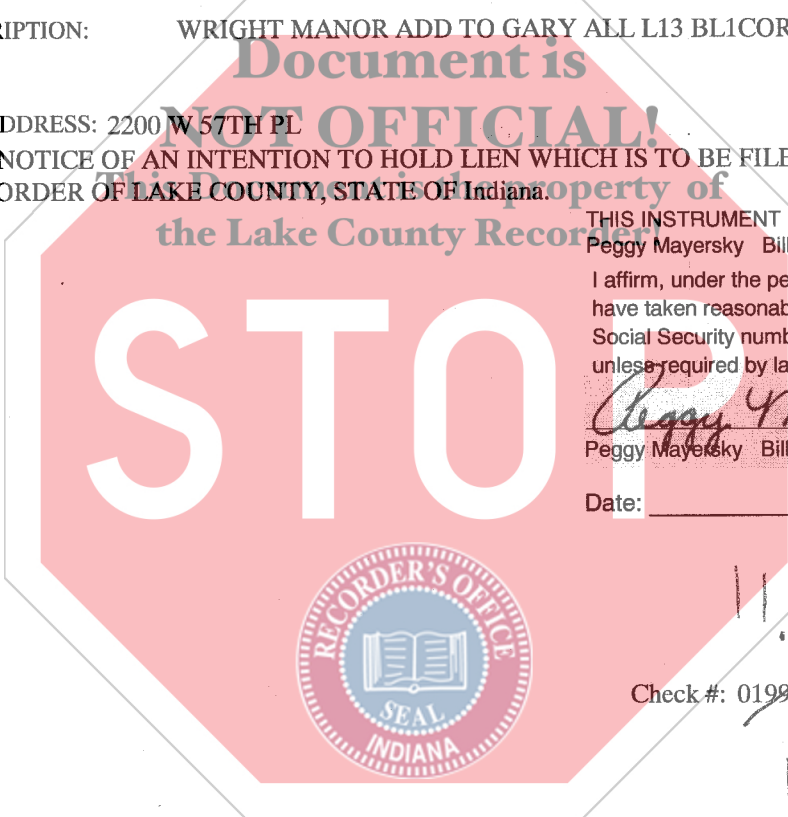 RIPTION: WRIGHT MANOR ADD TO GARY ALL L13 BL1COR
Document is
NOT OFFICIAL!
DDRESS: 2200 W 57TH PL
NOTICE OF AN INTENTION TO HOLD LIEN WHICH IS TO BE FILE
ORDER OF LAKE COUNTY, STATE OF Indiana.
This Document is the property of
the Lake County Recorder!
THIS INSTRUMENT
Peggy Mayersky Bill
I affirm, under the pe
have taken reasonab
Social Security numb
unless required by la
Peggy
Peggy Mayersky Bill
Date:
STOP
RECORDER'S OFFICE
SEAL
INDIANA
11
Check #: 0199